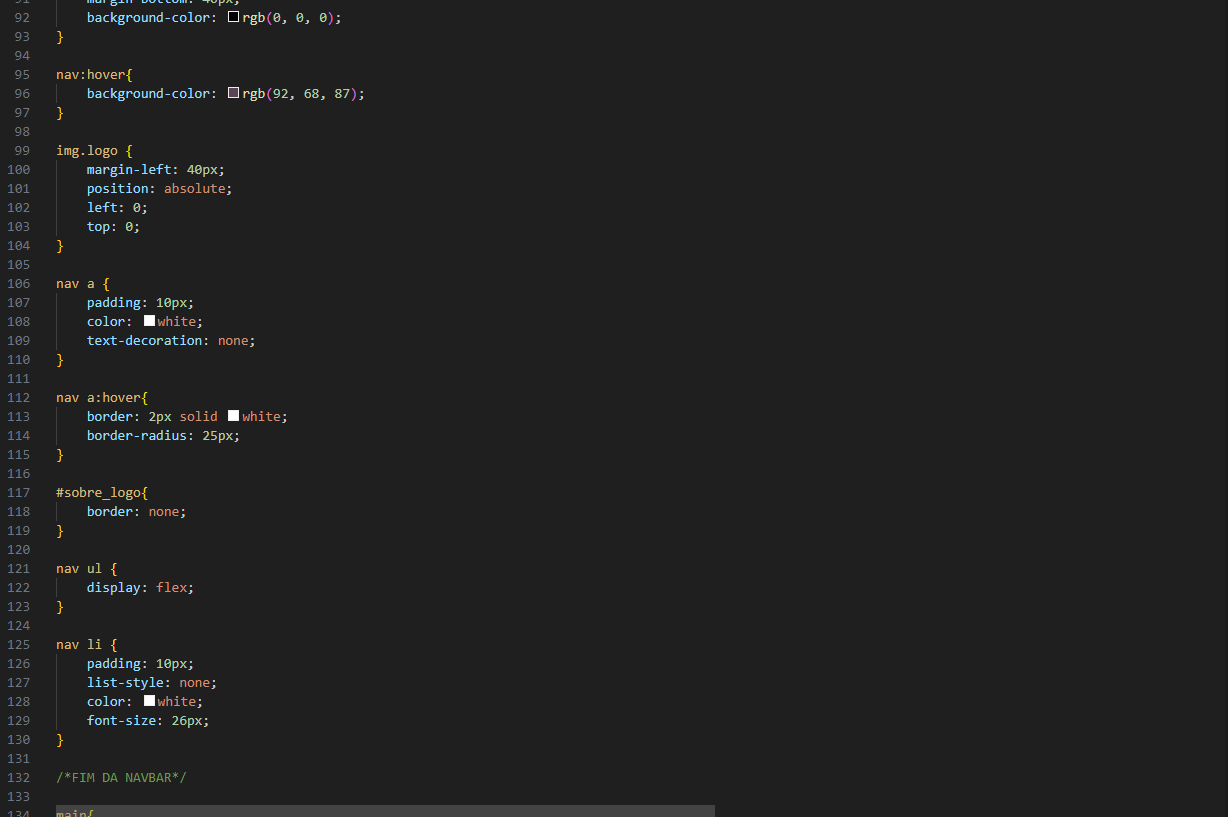 91 margin-bottom: 40px;
92 background-color: rgb(0, 0, 0);
93 }
94
95 nav:hover{
96 background-color: rgb(92, 68, 87);
97 }
98
99 img.logo {
100 margin-left: 40px;
101 position: absolute;
102 left: 0;
103 top: 0;
104 }
105
106 nav a {
107 padding: 10px;
108 color: white;
109 text-decoration: none;
110 }
111
112 nav a:hover{
113 border: 2px solid white;
114 border-radius: 25px;
115 }
116
117 #sobre_logo{
118 border: none;
119 }
120
121 nav ul {
122 display: flex;
123 }
124
125 nav li {
126 padding: 10px;
127 list-style: none;
128 color: white;
129 font-size: 26px;
130 }
131
132 /*FIM DA NAVBAR*/
133
134 main{